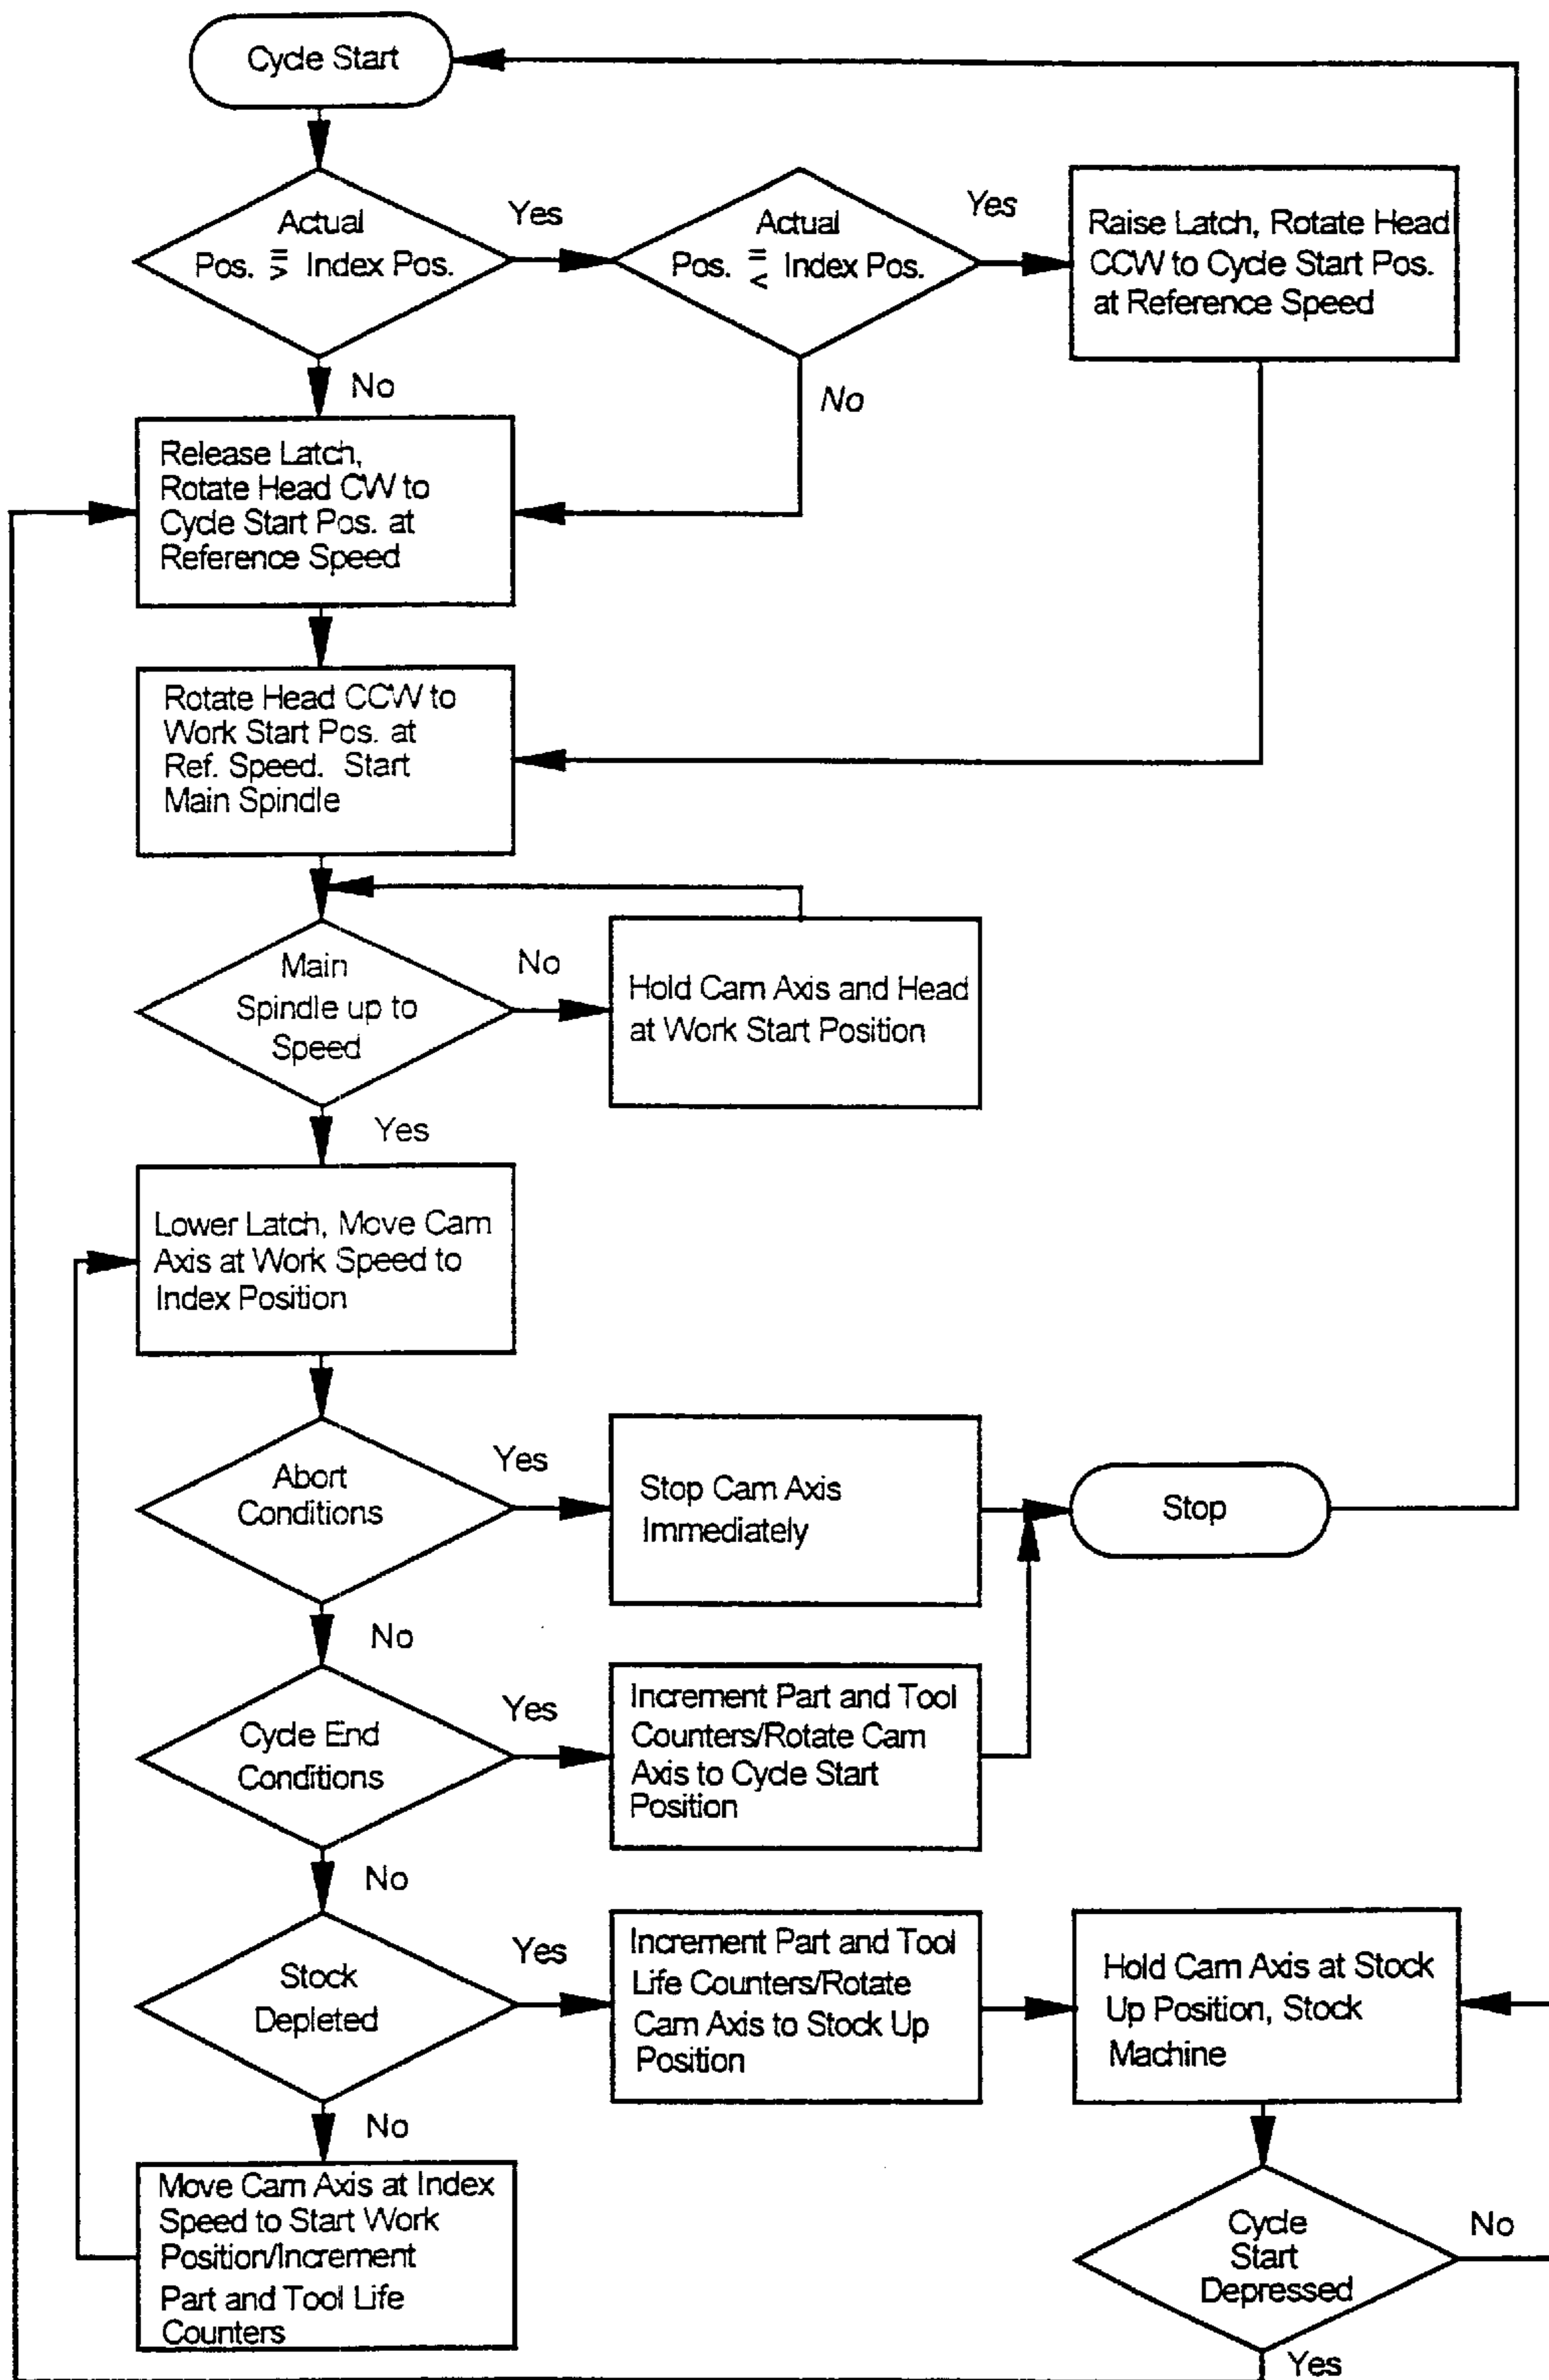 Cycle Start
Actual
Pos. ⩾ Index Pos.
Yes
Actual
Pos. ⩽ Index Pos.
Yes
Raise Latch, Rotate Head
CCW to Cycle Start Pos.
at Reference Speed
No
No
Release Latch,
Rotate Head CW to
Cycle Start Pos. at
Reference Speed
Rotate Head CCW to
Work Start Pos. at
Ref. Speed. Start
Main Spindle
Main
Spindle up to
Speed
No
Hold Cam Axis and Head
at Work Start Position
Yes
Lower Latch, Move Cam
Axis at Work Speed to
Index Position
Abort
Conditions
Yes
Stop Cam Axis
Immediately
Stop
No
Cycle End
Conditions
Yes
Increment Part and Tool
Counters/Rotate Cam
Axis to Cycle Start
Position
No
Stock
Depleted
Yes
Increment Part and Tool
Life Counters/Rotate
Cam Axis to Stock Up
Position
Hold Cam Axis at Stock
Up Position, Stock
Machine
No
Move Cam Axis at Index
Speed to Start Work
Position/Increment
Part and Tool Life
Counters
Cycle
Start
Depressed
No
Yes